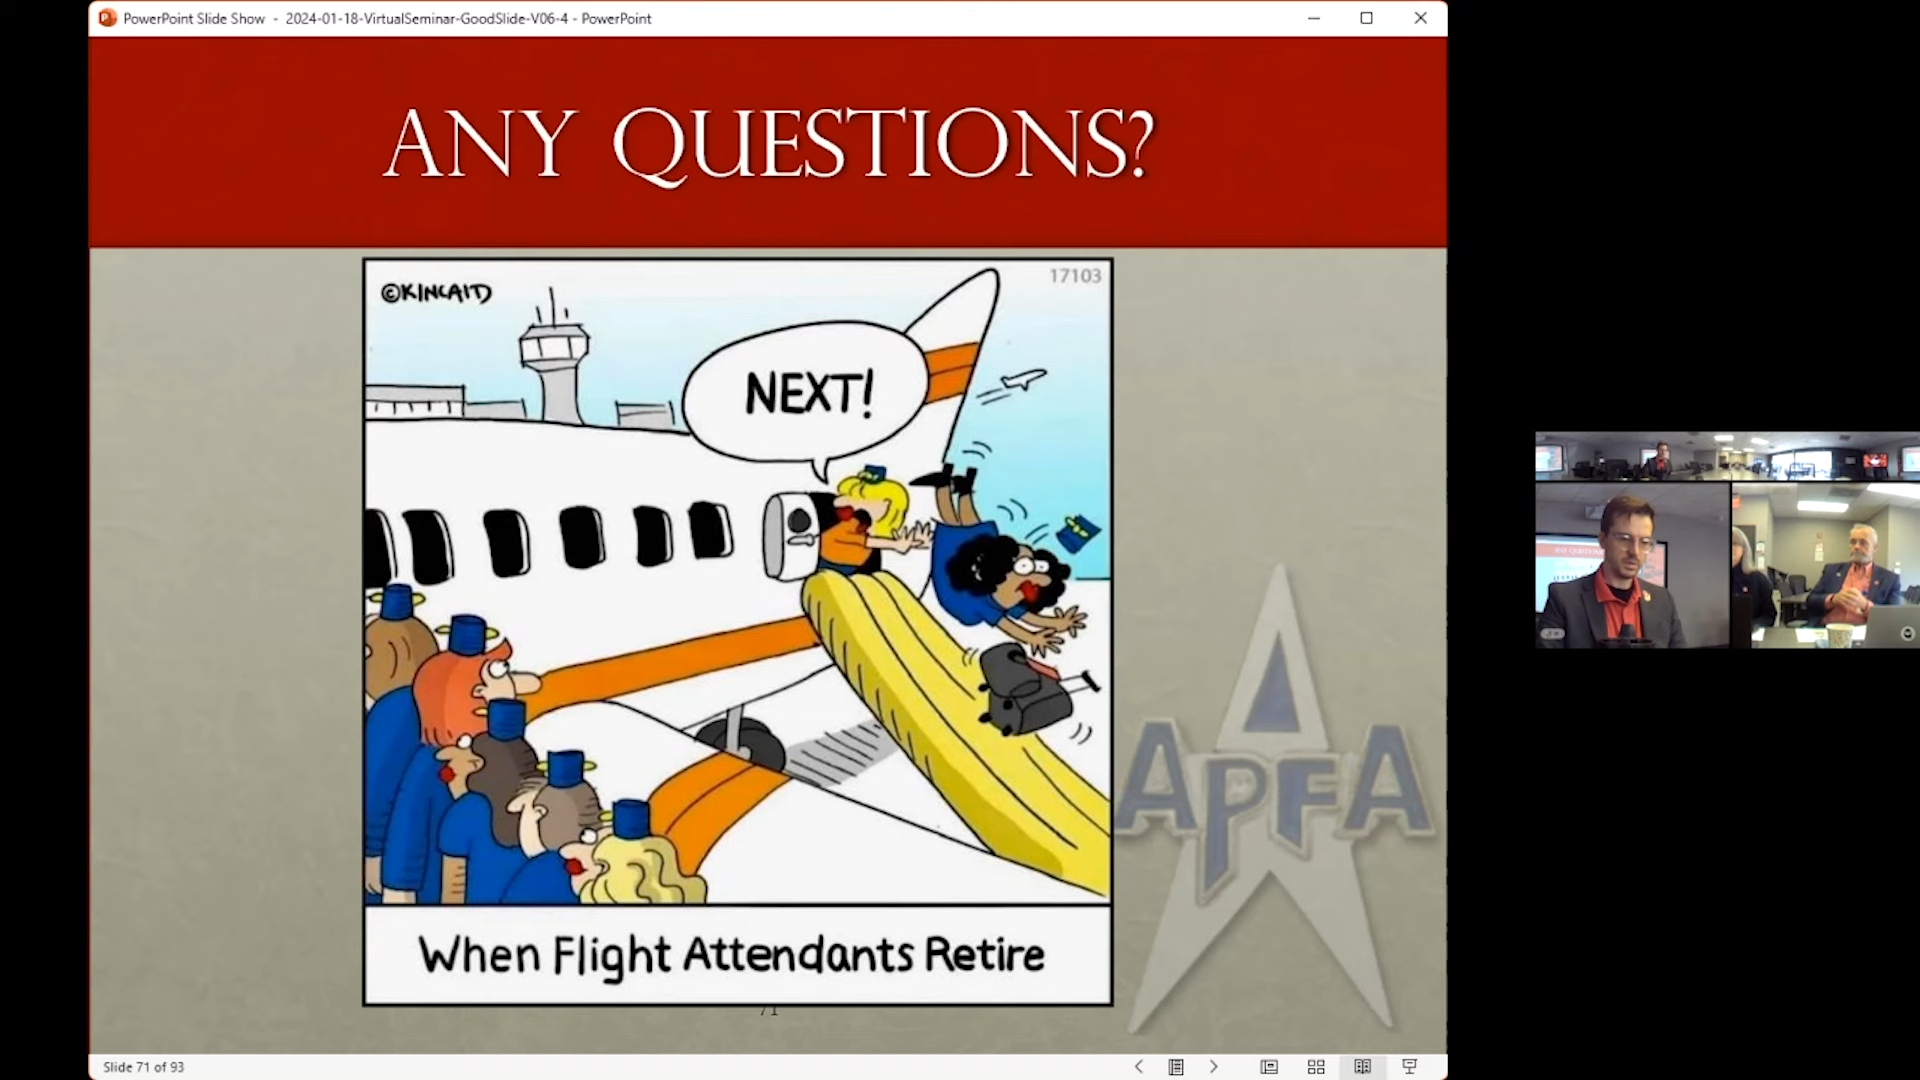 PowerPoint Slide Show - 2024-01-18-VirtualSeminar-GoodSlide-V06-4 - PowerPoint
ANY QUESTIONS?
©KINCAID
17103
NEXT!
APFA
When Flight Attendants Retire
71
Slide 71 of 93